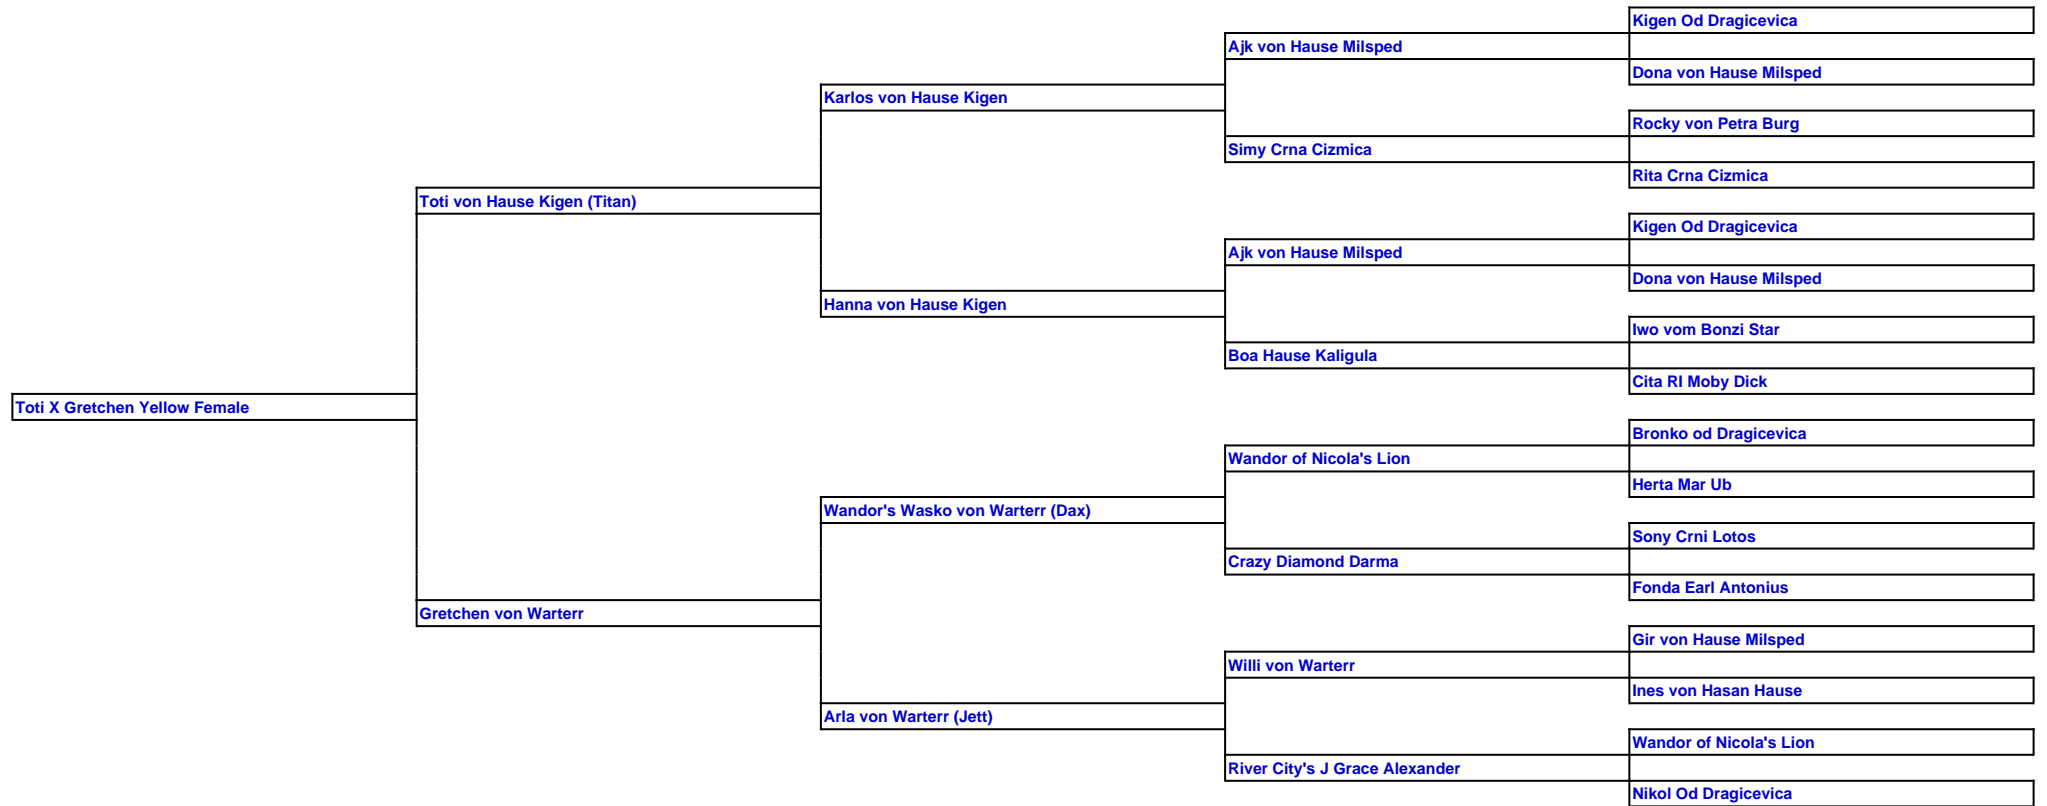 Kigen Od Dragicevica
Ajk von Hause Milsped
Dona von Hause Milsped
Karlos von Hause Kigen
Rocky von Petra Burg
Simy Crna Cizmica
Rita Crna Cizmica
Toti von Hause Kigen (Titan)
Kigen Od Dragicevica
Ajk von Hause Milsped
Dona von Hause Milsped
Hanna von Hause Kigen
Iwo vom Bonzi Star
Boa Hause Kaligula
Cita RI Moby Dick
Toti X Gretchen Yellow Female
Bronko od Dragicevica
Wandor of Nicola's Lion
Herta Mar Ub
Wandor's Wasko von Warterr (Dax)
Sony Crni Lotos
Crazy Diamond Darma
Fonda Earl Antonius
Gretchen von Warterr
Gir von Hause Milsped
Willi von Warterr
Ines von Hasan Hause
Arla von Warterr (Jett)
Wandor of Nicola's Lion
River City's J Grace Alexander
Nikol Od Dragicevica